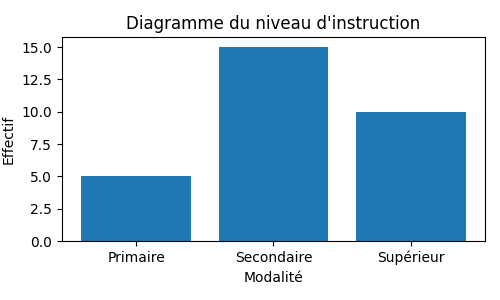 Diagramme du niveau d'instruction
15.0
12.5
10.0
7.5
5.0
2.5
0.0
Effectif
Primaire Secondaire Supérieur
Modalité